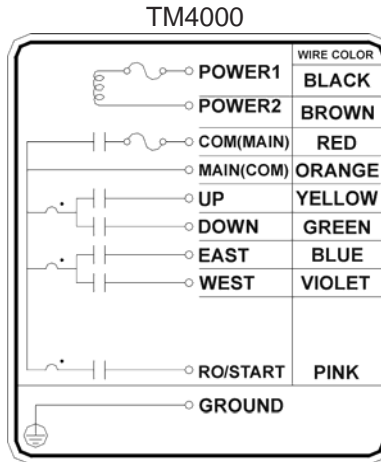 TM4000
WIRE COLOR
POWER1 BLACK
POWER2 BROWN
COM(MAIN) RED
MAIN(COM) ORANGE
UP YELLOW
DOWN GREEN
EAST BLUE
WEST VIOLET
RO/START PINK
GROUND